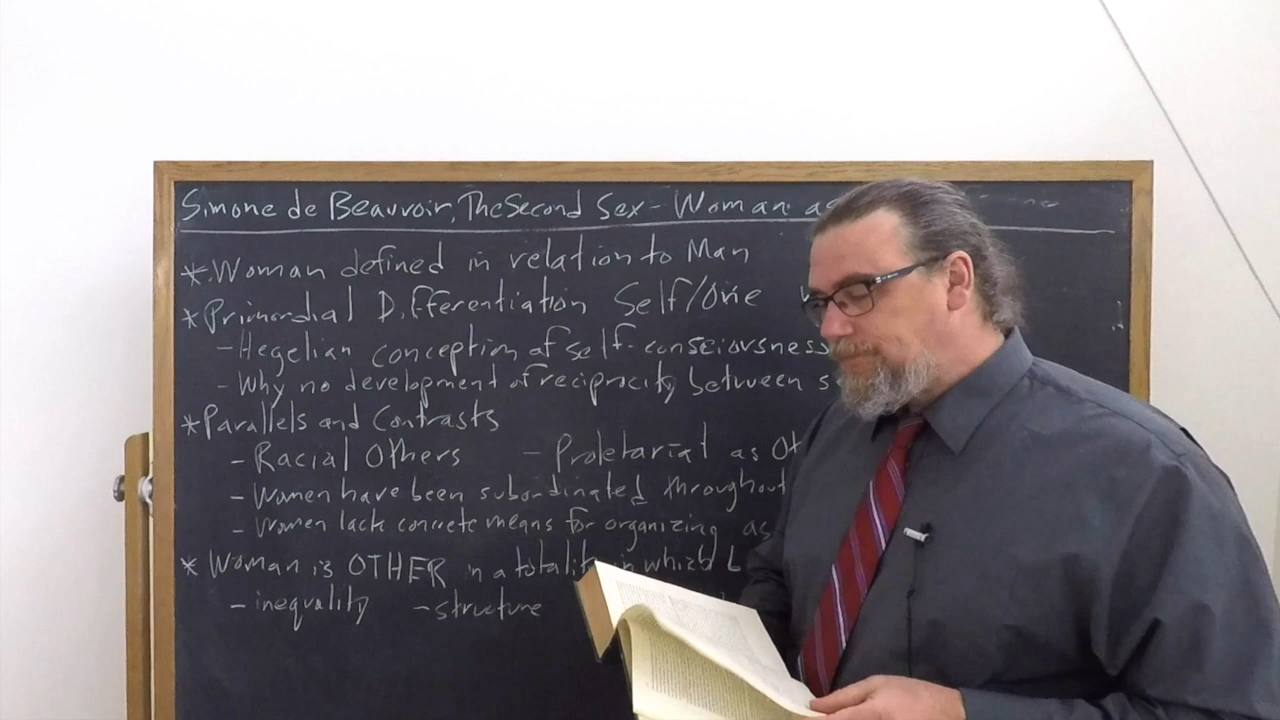 Simone de Beauvoir, The Second Sex - Woman as
* Woman defined in relation to Man
* Primordial Differentiation Self/One
- Hegelian conception of self-consciousness
- Why no development of reciprocity between
* Parallels and Contrasts
- Racial Others - Proletariat as
- Women have been subordinated throughout
- Women lack concrete means for organizing as
* Woman is OTHER in a totality in which
- inequality - structure